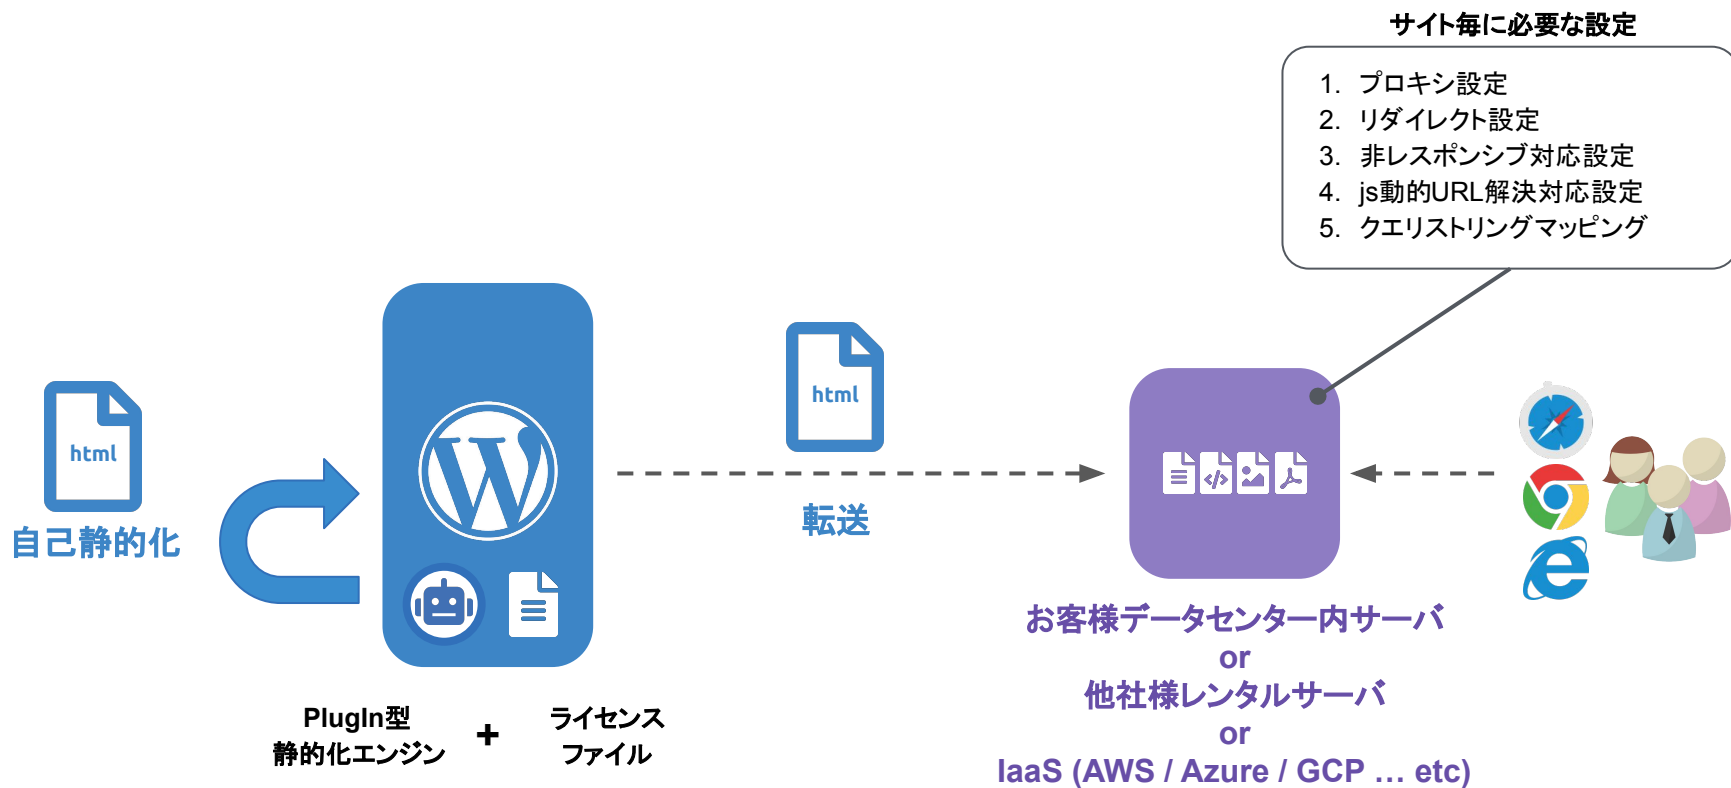 サイト毎に必要な設定
1. プロキシ設定
2. リダイレクト設定
3. 非レスポンシブ対応設定
4. js動的URL解決対応設定
5. クエリストリングマッピング
html
自己静的化
html
転送
PlugIn型
静的化エンジン
+
ライセンス
ファイル
お客様データセンター内サーバ
or
他社様レンタルサーバ
or
IaaS (AWS / Azure / GCP … etc)